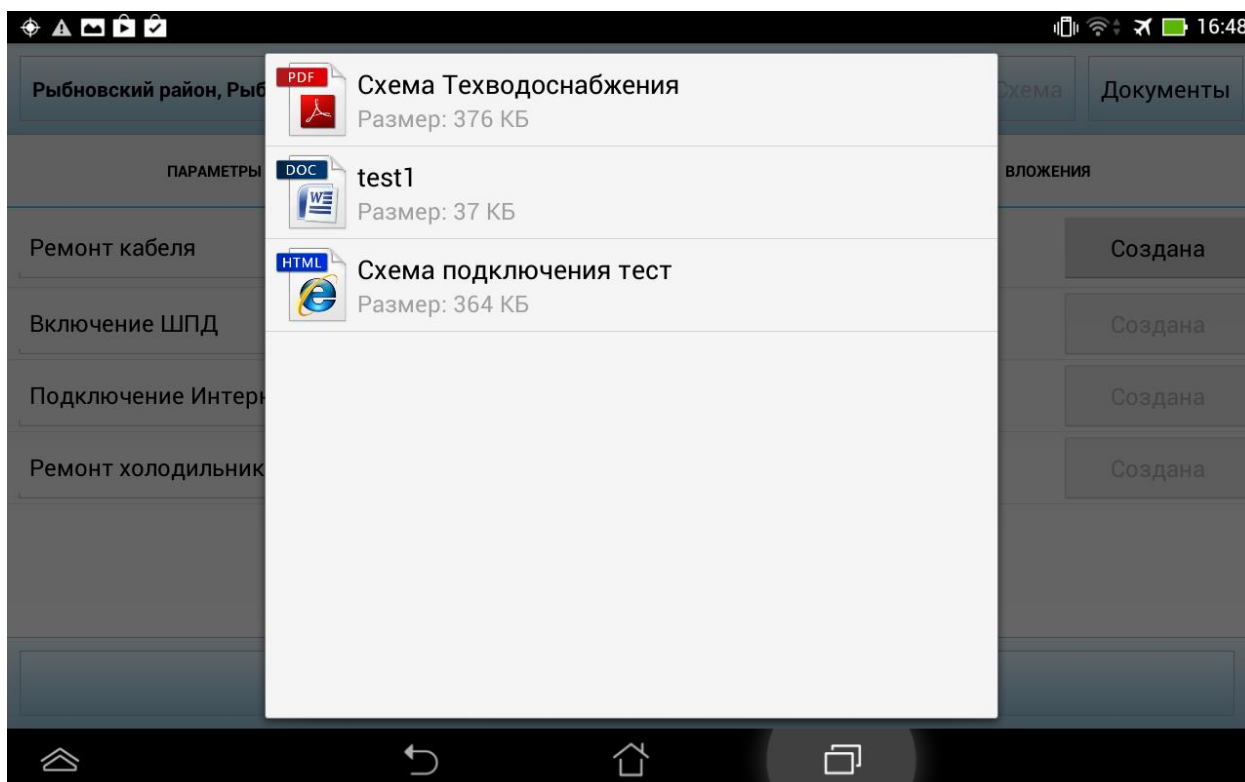 16:48
Рыбновский район, Рыб
Схема
Документы
ПАРАМЕТРЫ
ВЛОЖЕНИЯ
PDF
Схема Техводоснабжения
Размер: 376 КБ
DOC
test1
Размер: 37 КБ
HTML
Схема подключения тест
Размер: 364 КБ
Ремонт кабеля
Создана
Включение ШПД
Создана
Подключение Интерн
Создана
Ремонт холодильник
Создана